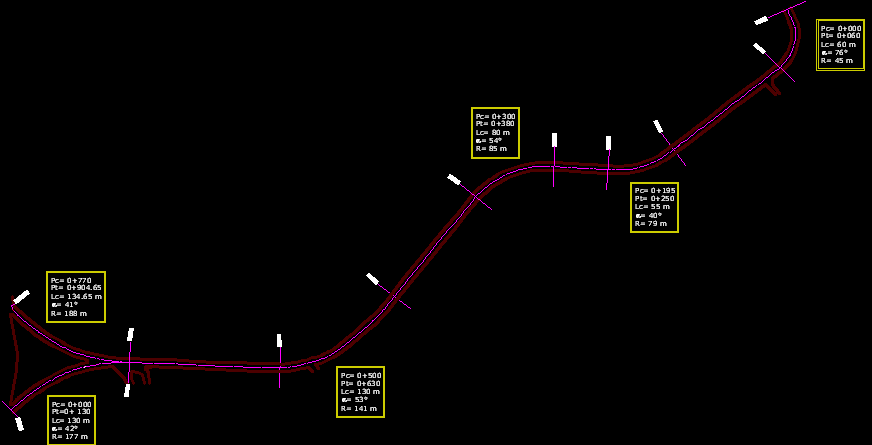 Pc= 0+000
Pt= 0+060
Lc= 60 m
= 76°
R= 45 m
Pc= 0+300
Pt= 0+380
Lc= 80 m
= 54°
R= 85 m
Pc= 0+195
Pt= 0+250
Lc= 55 m
= 40°
R= 79 m
Pc= 0+770
Pt= 0+904.65
Lc= 134.65 m
= 41°
R= 188 m
Pc= 0+500
Pt= 0+630
Lc= 130 m
= 53°
R= 141 m
Pc= 0+000
Pt=0+ 130
Lc= 130 m
= 42°
R= 177 m